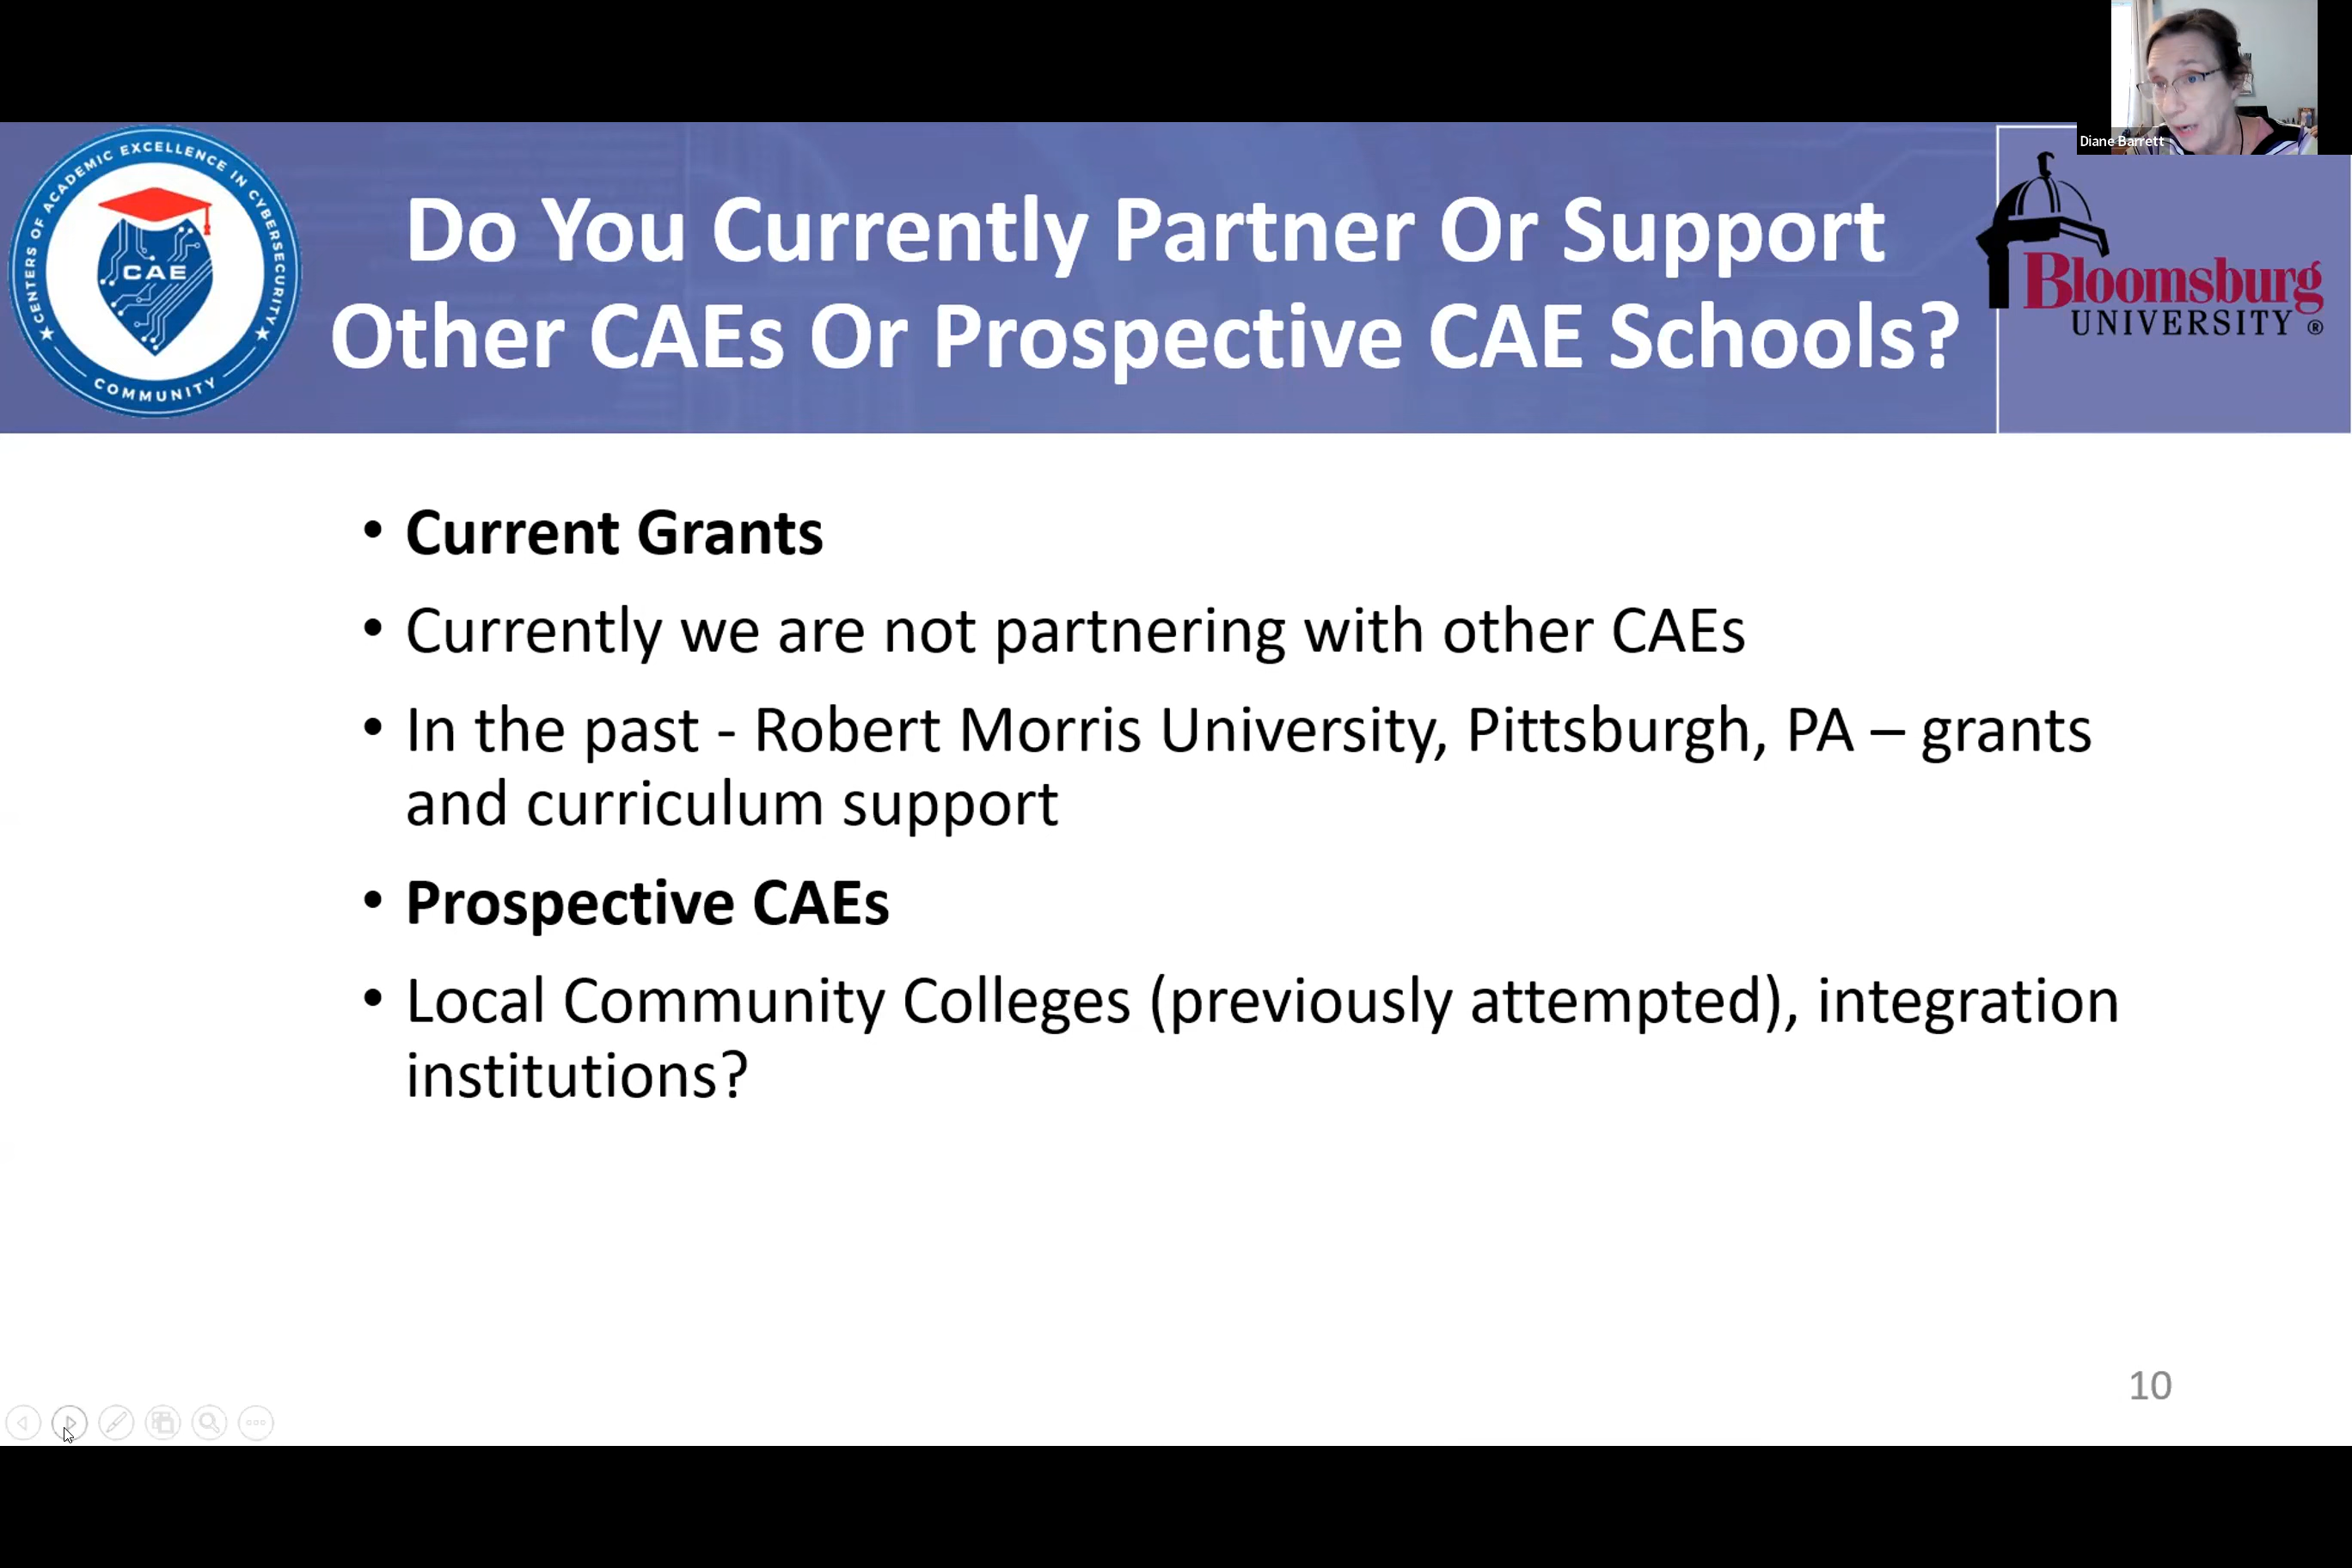 Diane Barrett
CENTERS OF ACADEMIC EXCELLENCE IN CYBERSECURITY
CAE
COMMUNITY
Do You Currently Partner Or Support
Other CAEs Or Prospective CAE Schools?
Bloomsburg
UNIVERSITY ®
• Current Grants
• Currently we are not partnering with other CAEs
• In the past - Robert Morris University, Pittsburgh, PA – grants
and curriculum support
• Prospective CAEs
• Local Community Colleges (previously attempted), integration
institutions?
10